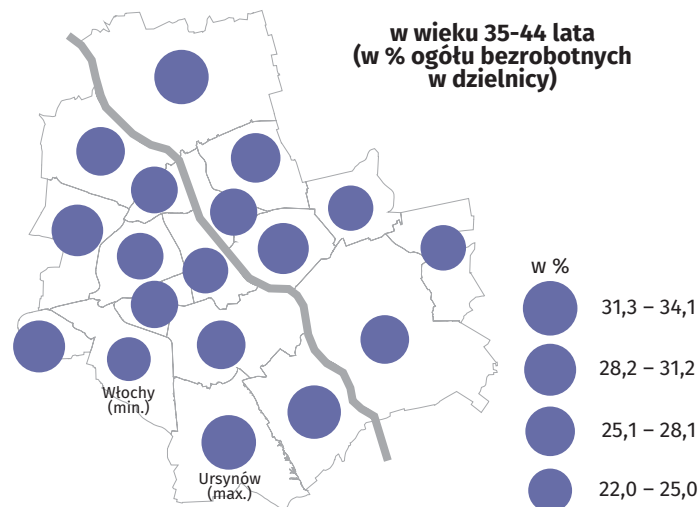 w wieku 35-44 lata
(w % ogółu bezrobotnych
w dzielnicy)
w %
31,3 – 34,1
28,2 – 31,2
25,1 – 28,1
22,0 – 25,0
Włochy
(min.)
Ursynów
(max.)